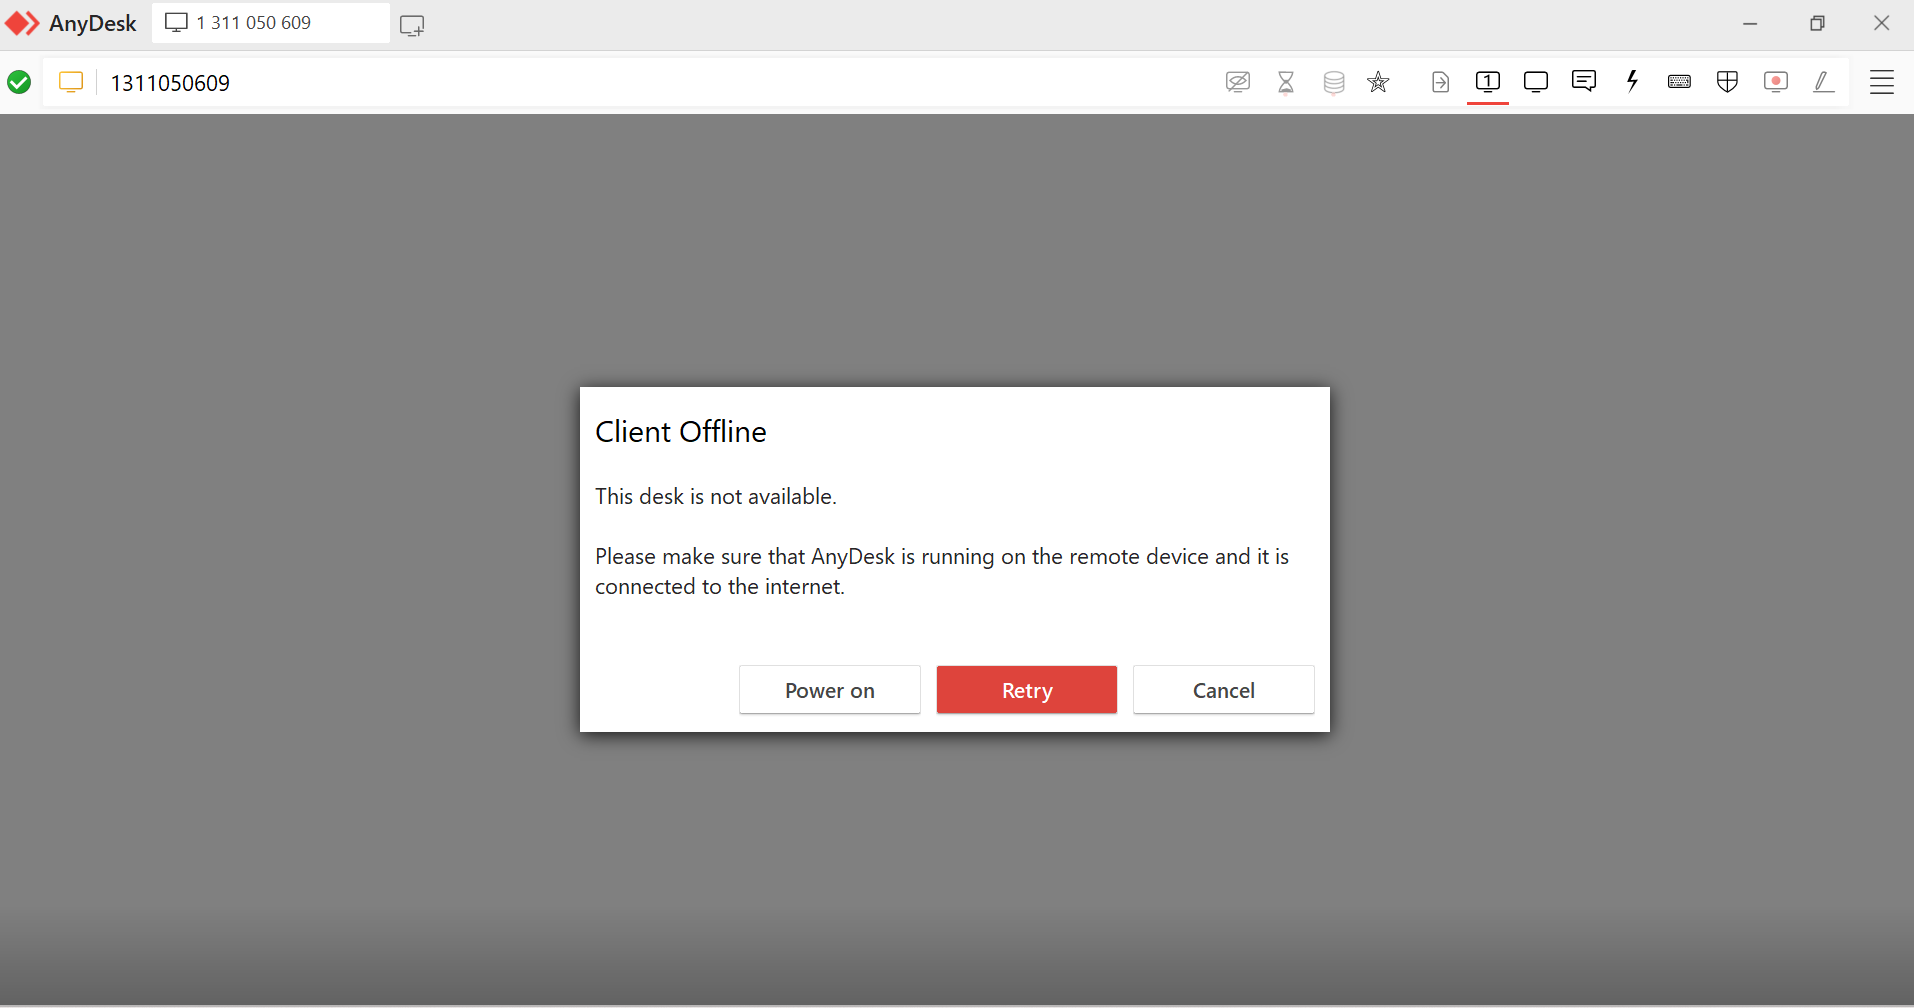 AnyDesk
1 311 050 609
1311050609
1
Client Offline
This desk is not available.
Please make sure that AnyDesk is running on the remote device and it is
connected to the internet.
Power on
Retry
Cancel